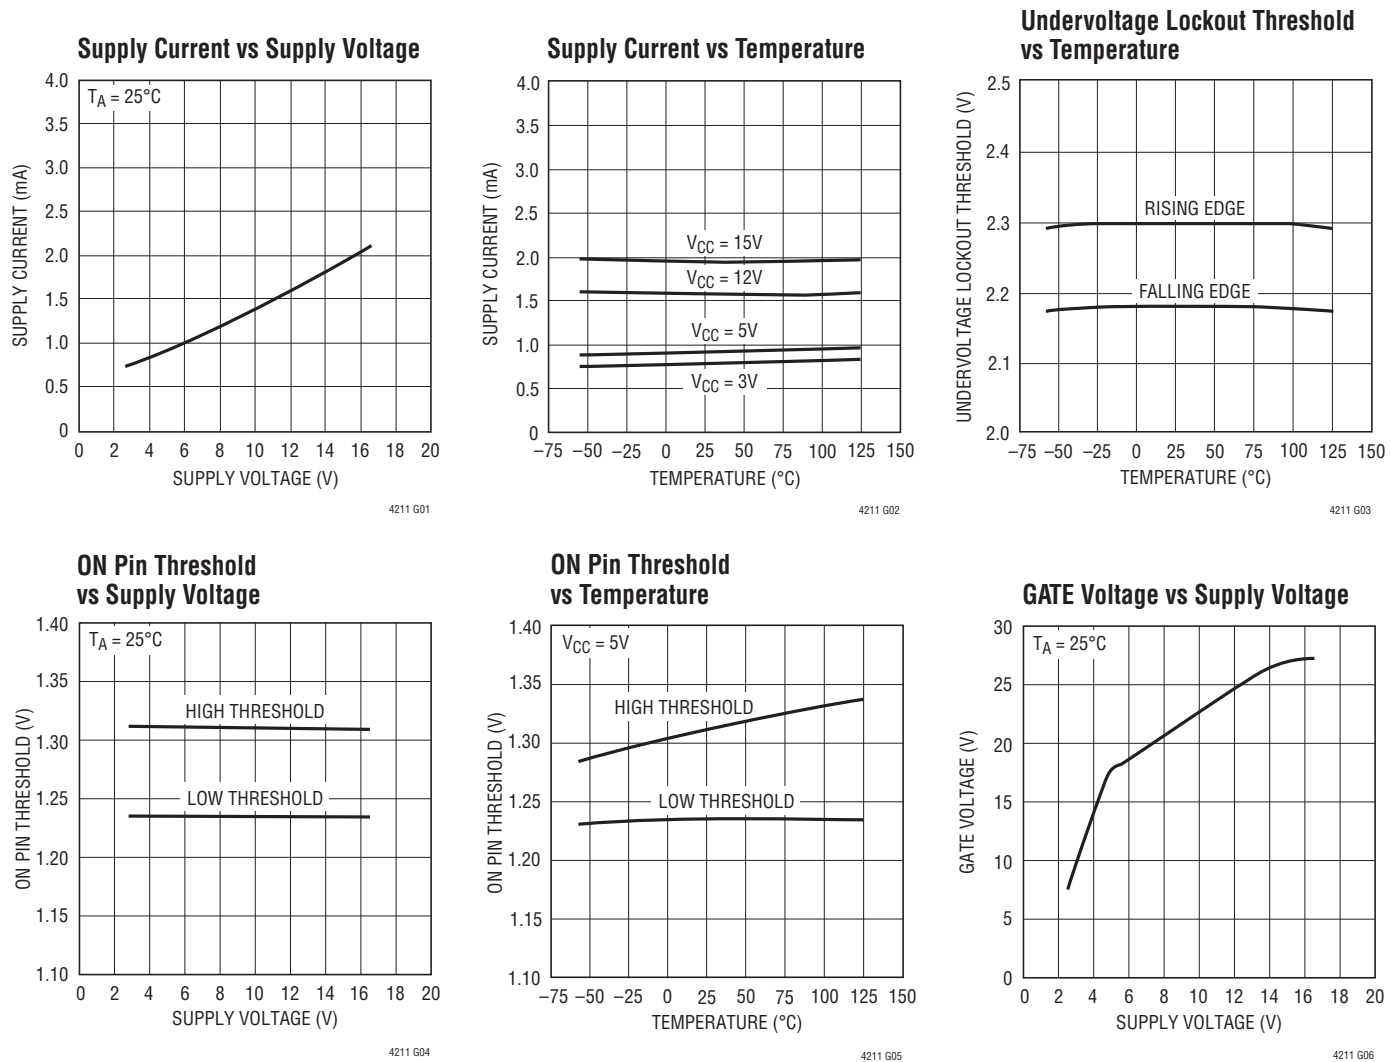 Supply Current vs Supply Voltage
4.0
3.5
3.0
2.5
2.0
1.5
1.0
0.5
0
SUPPLY CURRENT (mA)
TA = 25°C
0 2 4 6 8 10 12 14 16 18 20
SUPPLY VOLTAGE (V)
4211 G01
Supply Current vs Temperature
4.0
3.5
3.0
2.5
2.0
1.5
1.0
0.5
0
SUPPLY CURRENT (mA)
VCC = 15V
VCC = 12V
VCC = 5V
VCC = 3V
–75 –50 –25 0 25 50 75 100 125 150
TEMPERATURE (°C)
4211 G02
Undervoltage Lockout Threshold
vs Temperature
2.5
2.4
2.3
2.2
2.1
2.0
UNDERVOLTAGE LOCKOUT THRESHOLD (V)
RISING EDGE
FALLING EDGE
–75 –50 –25 0 25 50 75 100 125 150
TEMPERATURE (°C)
4211 G03
ON Pin Threshold
vs Supply Voltage
1.40
1.35
1.30
1.25
1.20
1.15
1.10
ON PIN THRESHOLD (V)
TA = 25°C
HIGH THRESHOLD
LOW THRESHOLD
0 2 4 6 8 10 12 14 16 18 20
SUPPLY VOLTAGE (V)
4211 G04
ON Pin Threshold
vs Temperature
1.40
1.35
1.30
1.25
1.20
1.15
1.10
ON PIN THRESHOLD (V)
VCC = 5V
HIGH THRESHOLD
LOW THRESHOLD
–75 –50 –25 0 25 50 75 100 125 150
TEMPERATURE (°C)
4211 G05
GATE Voltage vs Supply Voltage
30
25
20
15
10
5
0
GATE VOLTAGE (V)
TA = 25°C
0 2 4 6 8 10 12 14 16 18 20
SUPPLY VOLTAGE (V)
4211 G06